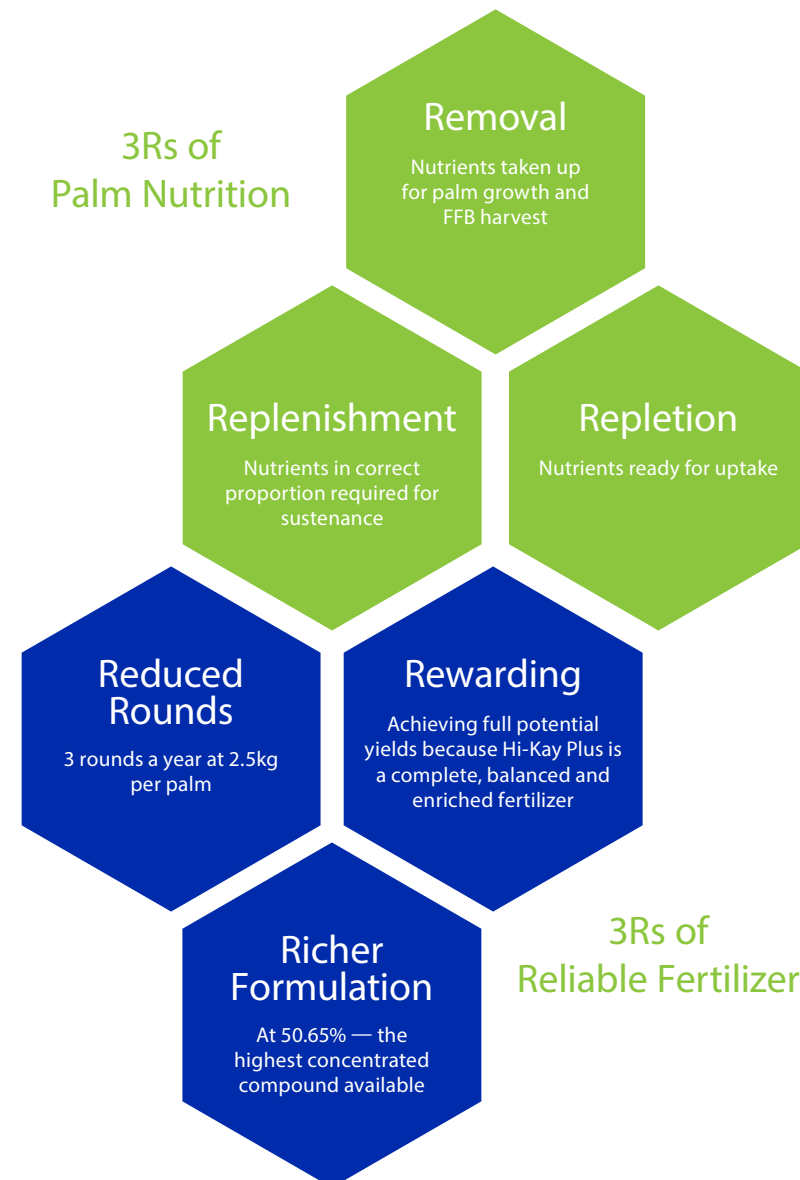 3Rs of
Palm Nutrition
Removal
Nutrients taken up
for palm growth and
FFB harvest
Replenishment
Nutrients in correct
proportion required for
sustenance
Repletion
Nutrients ready for uptake
Reduced
Rounds
3 rounds a year at 2.5kg
per palm
Rewarding
Achieving full potential
yields because Hi-Kay Plus is
a complete, balanced and
enriched fertilizer
Richer
Formulation
At 50.65% — the
highest concentrated
compound available
3Rs of
Reliable Fertilizer